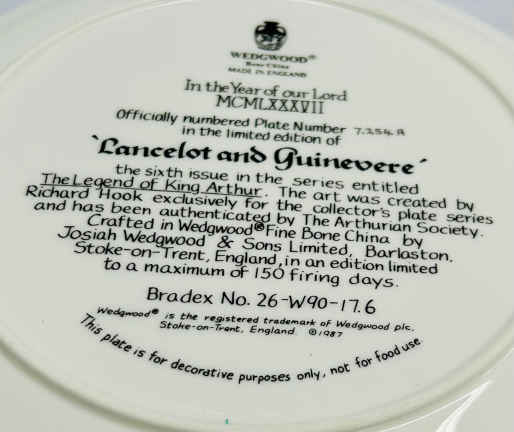 WEDGWOOD®
Bone China
MADE IN ENGLAND
In the Year of our Lord
MCMLXXXVII
Officially numbered Plate Number 7,254 A
in the limited edition of
'Lancelot and Guinevere'
the sixth issue in the series entitled
The Legend of King Arthur. The art was created by
Richard Hook exclusively for the collector's plate series
and has been authenticated by The Arthurian Society.
Crafted in Wedgwood® Fine Bone China by
Josiah Wedgwood & Sons Limited, Barlaston,
Stoke-on-Trent, England, in an edition limited
to a maximum of 150 firing days.
Bradex No. 26-W90-17.6
Wedgwood® is the registered trademark of Wedgwood plc.
Stoke-on-Trent, England. ©1987
This plate is for decorative purposes only, not for food use.